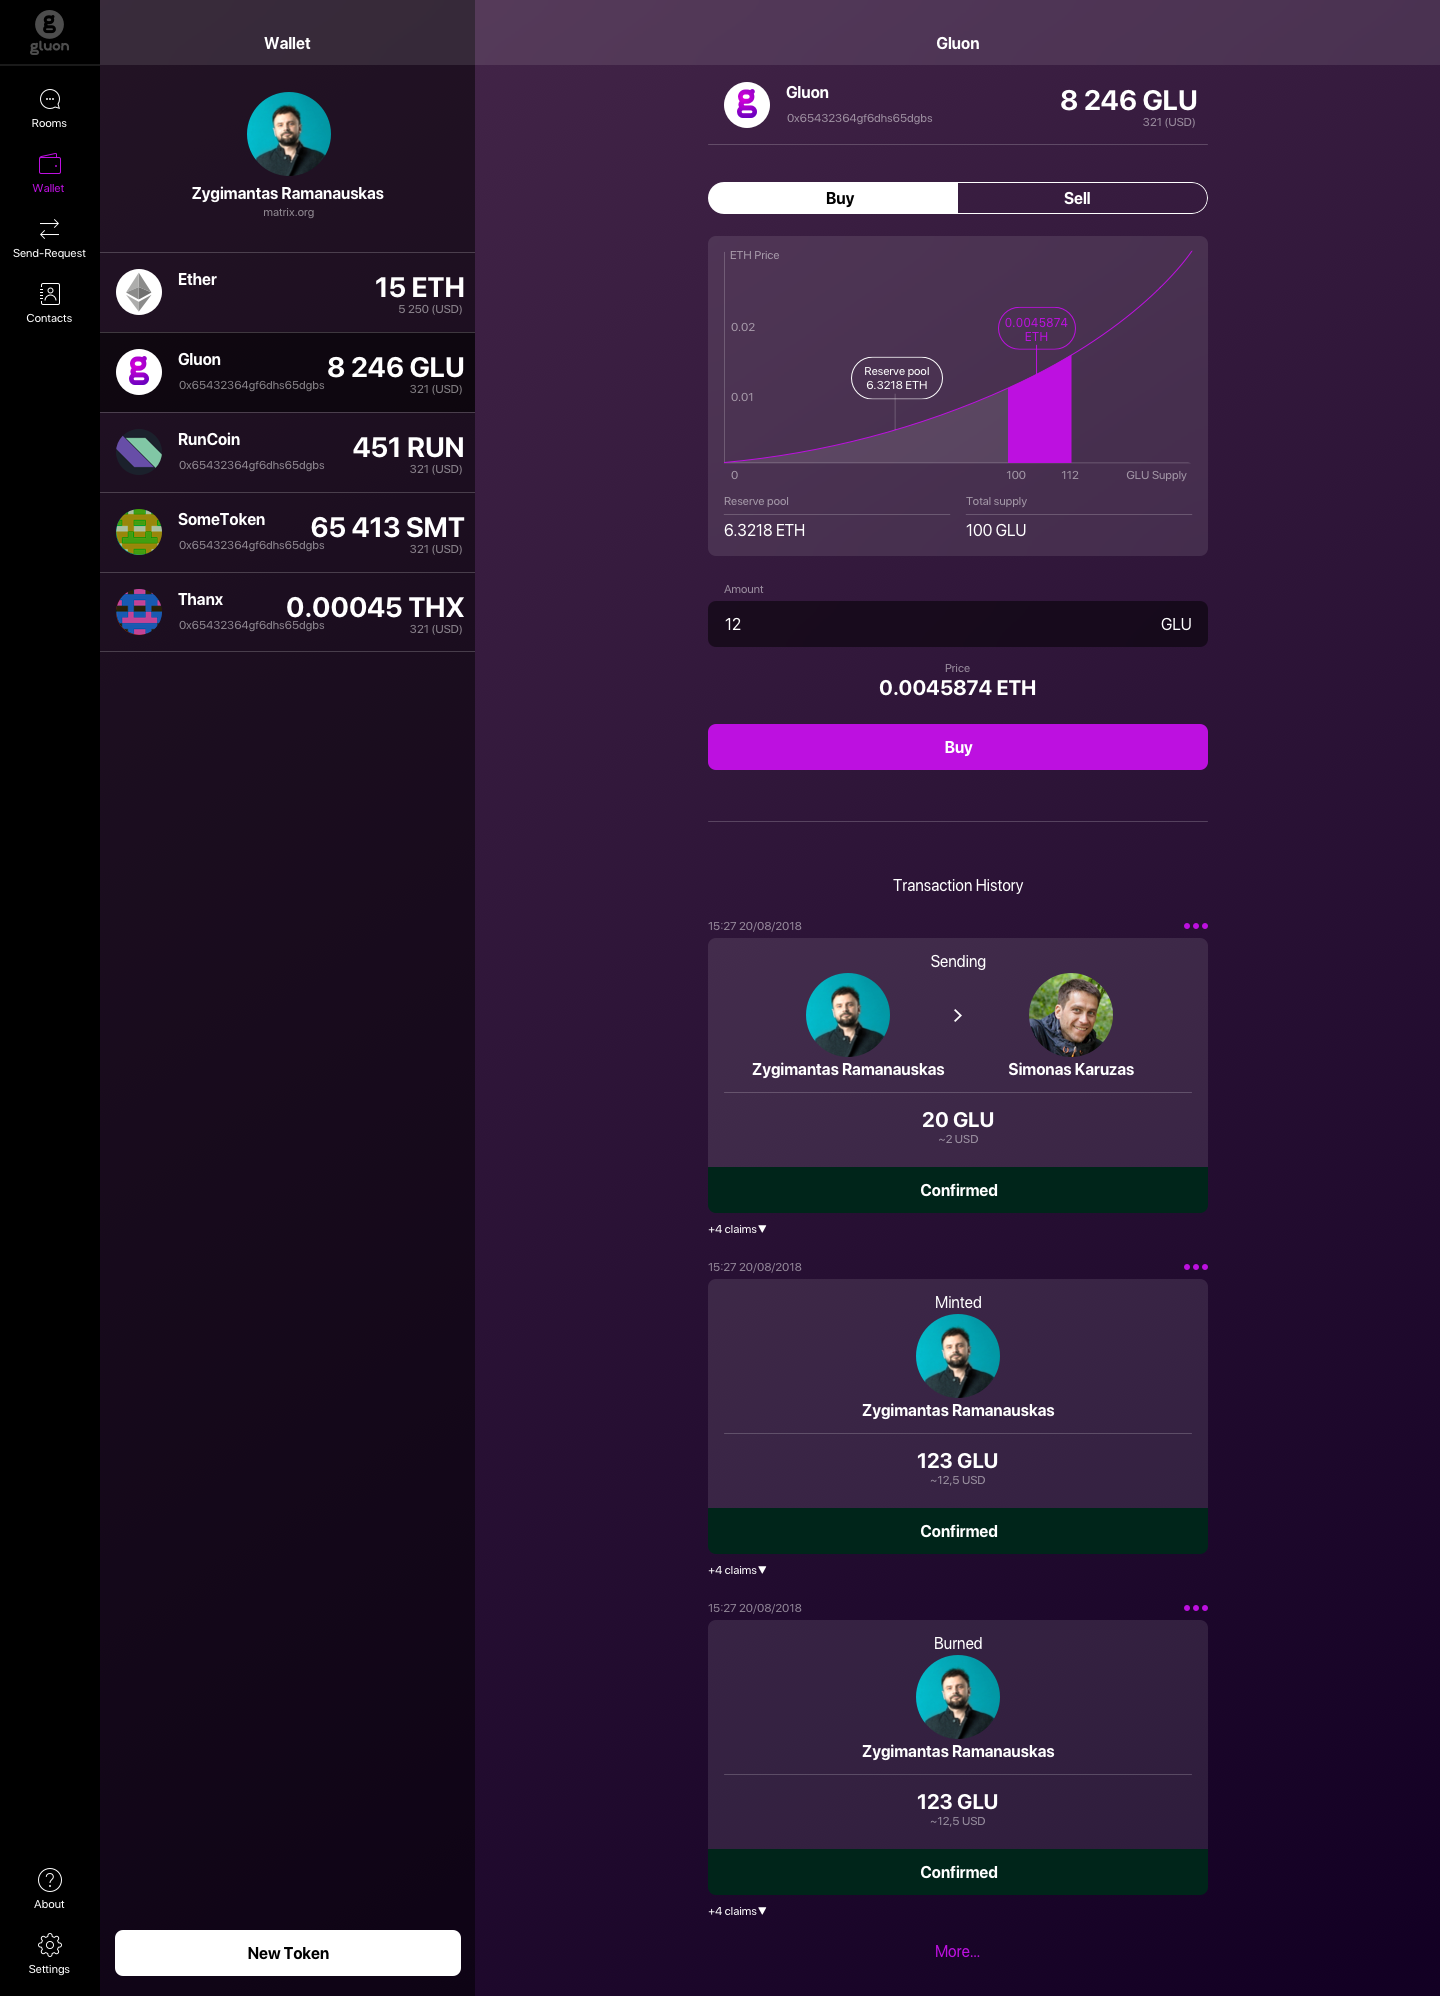 gluon
Rooms
Wallet
Send-Request
Contacts
About
Settings
Wallet
Zygimantas Ramanauskas
matrix.org
Ether
15 ETH
5 250 (USD)
Gluon
8 246 GLU
0x65432364gf6dhs65dgbs
321 (USD)
RunCoin
451 RUN
0x65432364gf6dhs65dgbs
321 (USD)
SomeToken
65 413 SMT
0x65432364gf6dhs65dgbs
321 (USD)
Thanx
0.00045 THX
0x65432364gf6dhs65dgbs
321 (USD)
New Token
Gluon
Gluon
8 246 GLU
0x65432364gf6dhs65dgbs
321 (USD)
Buy
Sell
ETH Price
0.02
0.01
0.0045874
ETH
Reserve pool
6.3218 ETH
0
100
112
GLU Supply
Reserve pool
6.3218 ETH
Total supply
100 GLU
Amount
12
GLU
Price
0.0045874 ETH
Buy
Transaction History
15:27 20/08/2018
Sending
Zygimantas Ramanauskas
Simonas Karuzas
20 GLU
~2 USD
Confirmed
+4 claims▼
15:27 20/08/2018
Minted
Zygimantas Ramanauskas
123 GLU
~12,5 USD
Confirmed
+4 claims▼
15:27 20/08/2018
Burned
Zygimantas Ramanauskas
123 GLU
~12,5 USD
Confirmed
+4 claims▼
More...